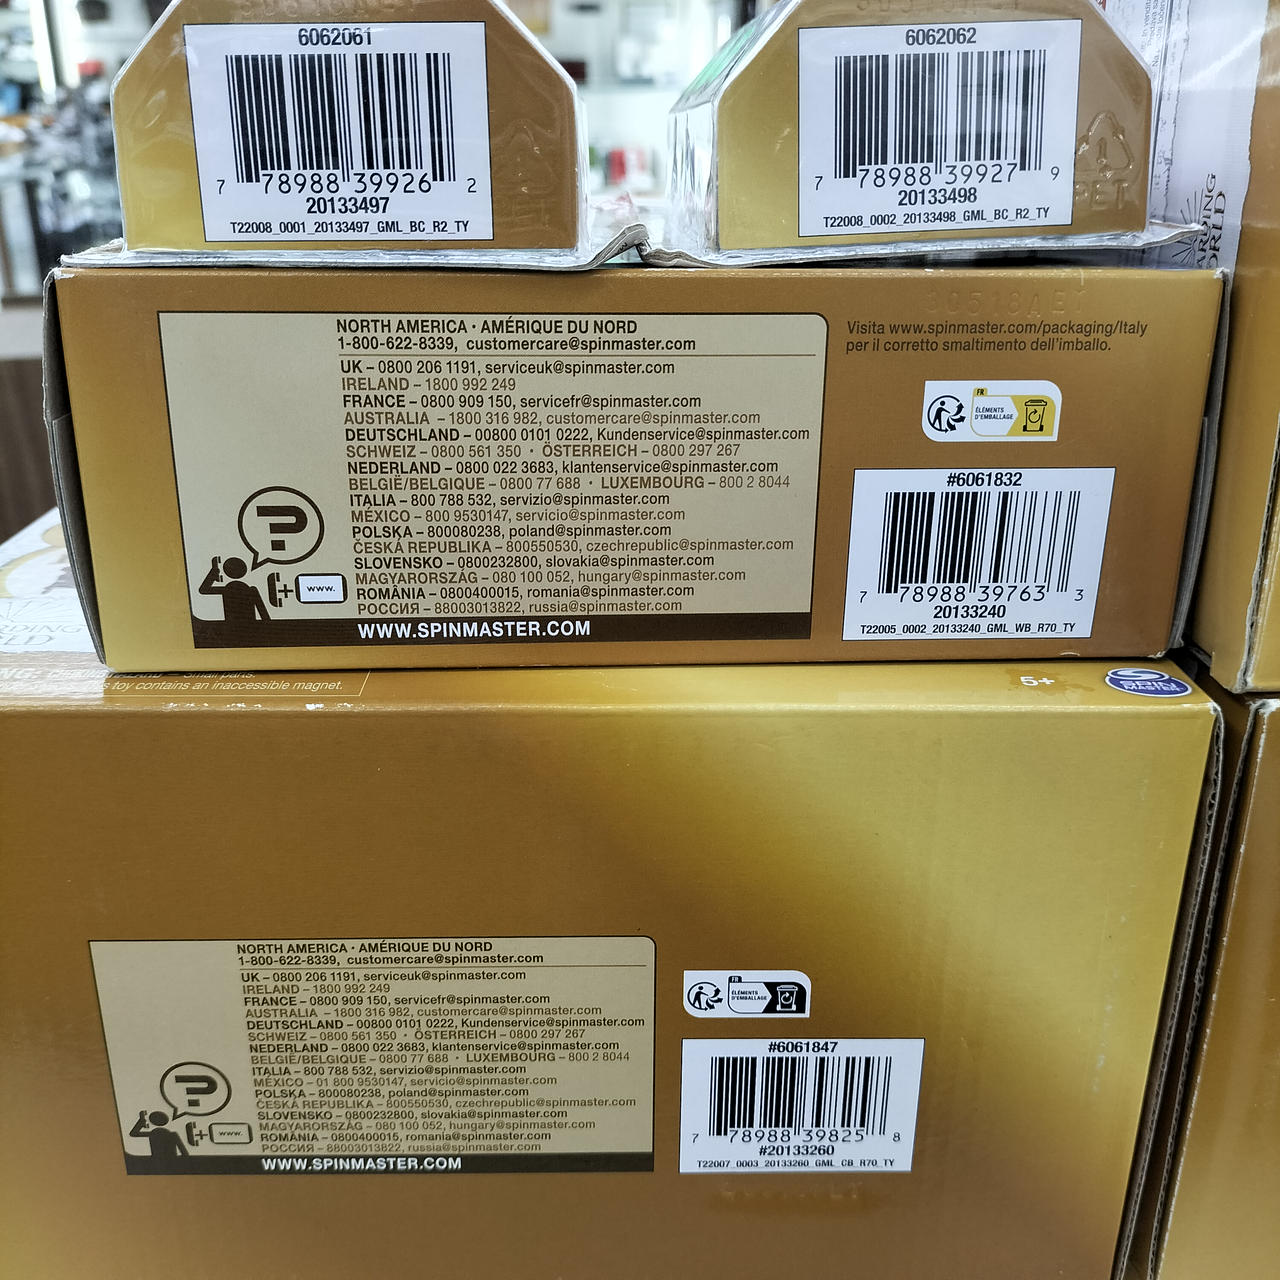 6062061
7 78988 39926 2
20133497
T22008_0001_20133497_GML_BC_R2_TY
6062062
7 78988 39927 9
20133498
T22008_0002_20133498_GML_BC_R2_TY
PET
NORTH AMERICA · AMÉRIQUE DU NORD
1-800-622-8339, customercare@spinmaster.com
UK – 0800 206 1191, serviceuk@spinmaster.com
IRELAND – 1800 992 249
FRANCE – 0800 909 150, servicefr@spinmaster.com
AUSTRALIA – 1800 316 982, customercare@spinmaster.com
DEUTSCHLAND – 00800 0101 0222, Kundenservice@spinmaster.com
SCHWEIZ – 0800 561 350 · ÖSTERREICH – 0800 297 267
NEDERLAND – 0800 022 3683, klantenservice@spinmaster.com
BELGIË/BELGIQUE – 0800 77 688 · LUXEMBOURG – 800 2 8044
ITALIA – 800 788 532, servizio@spinmaster.com
MÉXICO – 800 9530147, servicio@spinmaster.com
POLSKA – 800080238, poland@spinmaster.com
ČESKÁ REPUBLIKA – 800550530, czechrepublic@spinmaster.com
SLOVENSKO – 0800232800, slovakia@spinmaster.com
MAGYARORSZÁG – 080 100 052, hungary@spinmaster.com
ROMÂNIA – 0800400015, romania@spinmaster.com
РОССИЯ – 88003013822, russia@spinmaster.com
www.
WWW.SPINMASTER.COM
Visita www.spinmaster.com/packaging/Italy
per il corretto smaltimento dell'imballo.
FR
ÉLÉMENTS
D'EMBALLAGE
#6061832
7 78988 39763 3
20133240
T22005_0002_20133240_GML_WB_R70_TY
Small parts.
toy contains an inaccessible magnet.
5+
SPIN
MASTER
NORTH AMERICA · AMÉRIQUE DU NORD
1-800-622-8339, customercare@spinmaster.com
UK – 0800 206 1191, serviceuk@spinmaster.com
IRELAND – 1800 992 249
FRANCE – 0800 909 150, servicefr@spinmaster.com
AUSTRALIA – 1800 316 982, customercare@spinmaster.com
DEUTSCHLAND – 00800 0101 0222, Kundenservice@spinmaster.com
SCHWEIZ – 0800 561 350 · ÖSTERREICH – 0800 297 267
NEDERLAND – 0800 022 3683, klantenservice@spinmaster.com
BELGIË/BELGIQUE – 0800 77 688 · LUXEMBOURG – 800 2 8044
ITALIA – 800 788 532, servizio@spinmaster.com
MÉXICO – 01 800 9530147, servicio@spinmaster.com
POLSKA – 800080238, poland@spinmaster.com
ČESKÁ REPUBLIKA – 800550530, czechrepublic@spinmaster.com
SLOVENSKO – 0800232800, slovakia@spinmaster.com
MAGYARORSZÁG – 080 100 052, hungary@spinmaster.com
ROMÂNIA – 0800400015, romania@spinmaster.com
РОССИЯ – 88003013822, russia@spinmaster.com
www.
WWW.SPINMASTER.COM
FR
ÉLÉMENTS
D'EMBALLAGE
#6061847
7 78988 39825 8
#20133260
T22007_0003_20133260_GML_CB_R70_TY